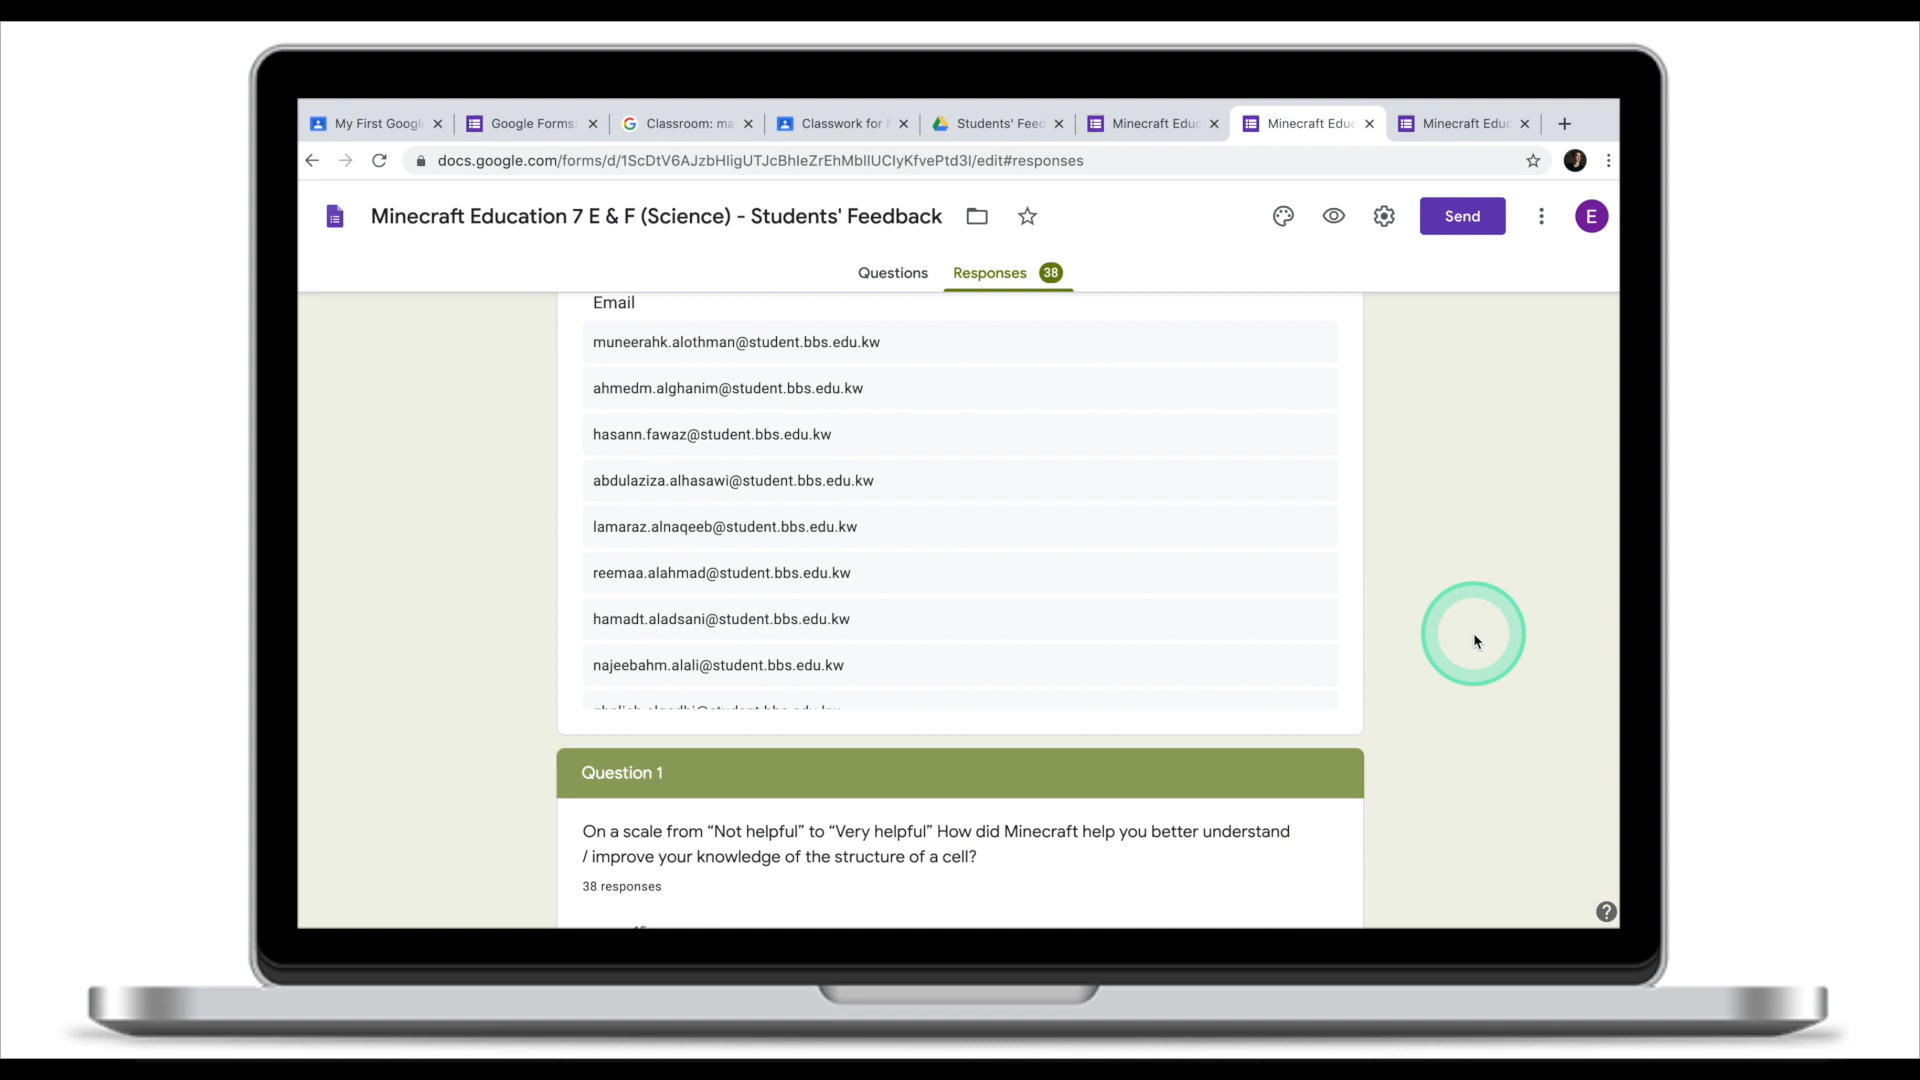 My First Googl
Google Forms:
Classroom: ma
Classwork for
Students' Feed
Minecraft Educ
Minecraft Educ
Minecraft Educ
docs.google.com/forms/d/1ScDtV6AJzbHligUTJcBhleZrEhMbllUClyKfvePtd3I/edit#responses
Minecraft Education 7 E & F (Science) - Students' Feedback
Send
E
Questions
Responses 38
Email
muneerahk.alothman@student.bbs.edu.kw
ahmedm.alghanim@student.bbs.edu.kw
hasann.fawaz@student.bbs.edu.kw
abdulaziza.alhasawi@student.bbs.edu.kw
lamaraz.alnaqeeb@student.bbs.edu.kw
reemaa.alahmad@student.bbs.edu.kw
hamadt.aladsani@student.bbs.edu.kw
najeebahm.alali@student.bbs.edu.kw
Question 1
On a scale from “Not helpful” to “Very helpful” How did Minecraft help you better understand
/ improve your knowledge of the structure of a cell?
38 responses